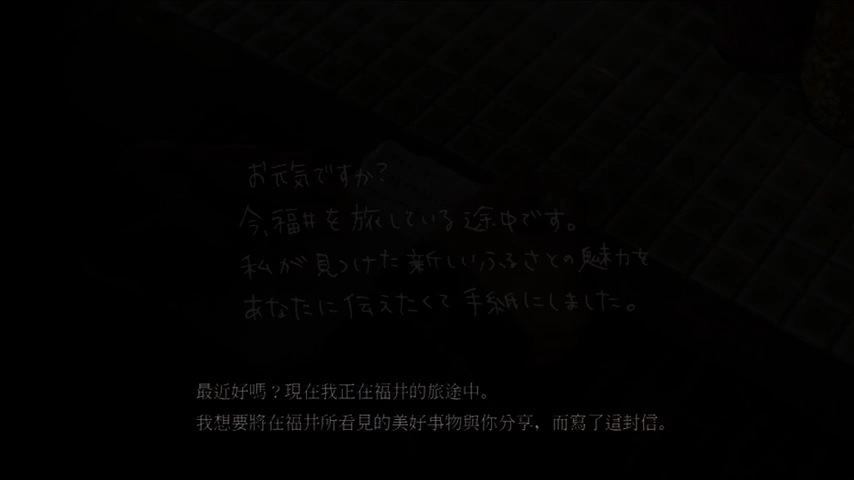 お元気ですか?
今、福井を旅している途中です。
私が見つけた新しいふるさとの魅力を
あなたに伝えたくて手紙にしました。
最近好嗎？現在我正在福井的旅途中。
我想要將在福井所看見的美好事物與你分享，而寫了這封信。